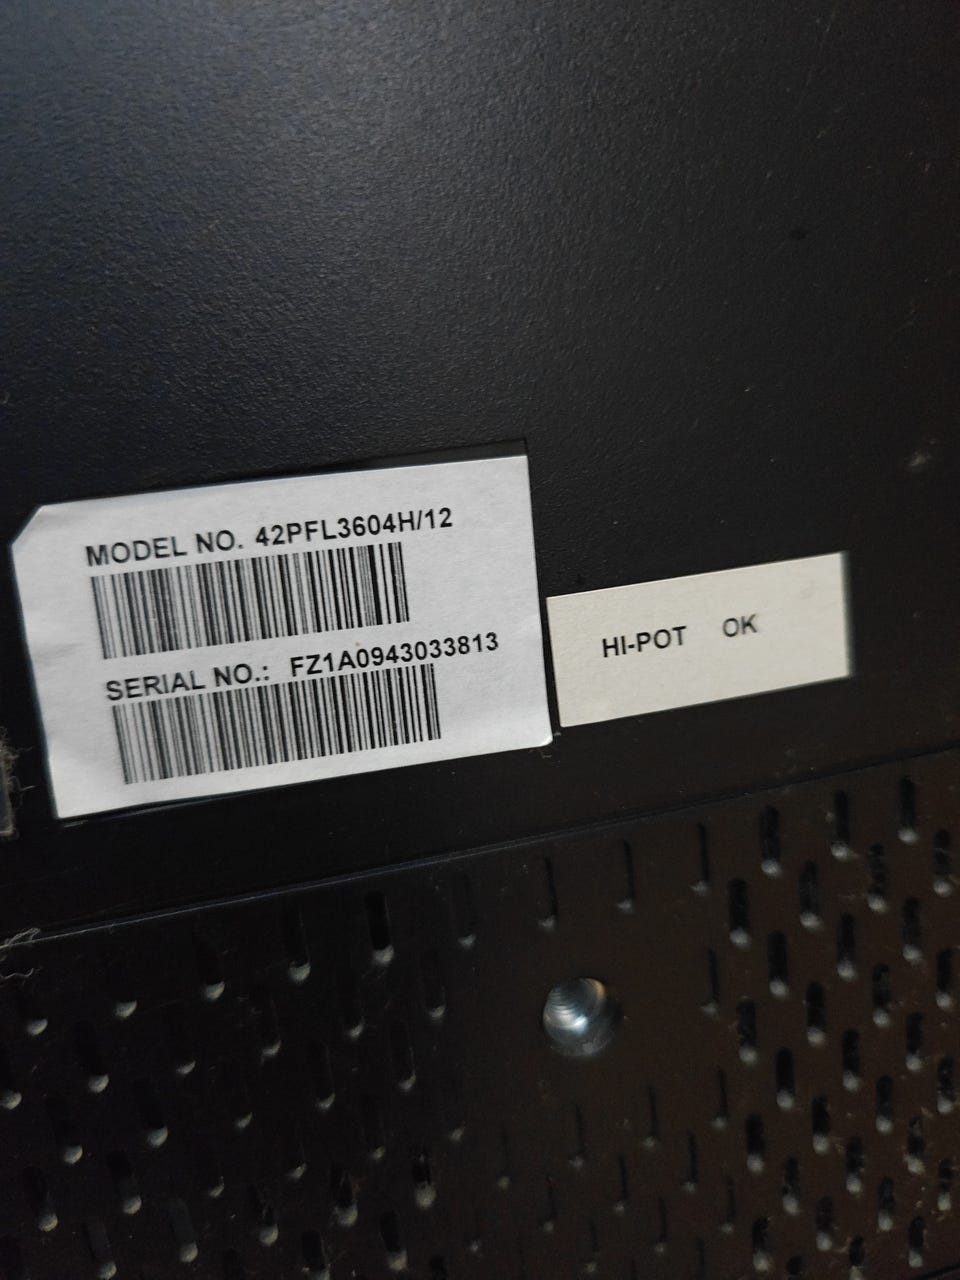 MODEL NO. 42PFL3604H/12
SERIAL NO.: FZ1A0943033813
HI-POT OK